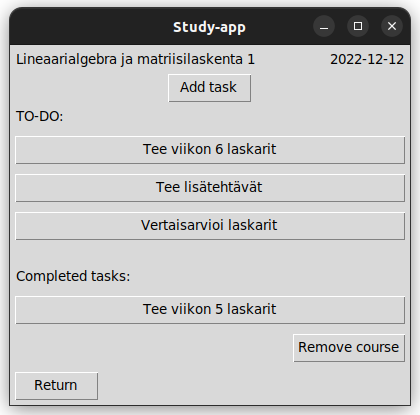 Study-app
Lineaarialgebra ja matriisilaskenta 1 2022-12-12
Add task
TO-DO:
Tee viikon 6 laskarit
Tee lisätehtävät
Vertaisarvioi laskarit
Completed tasks:
Tee viikon 5 laskarit
Remove course
Return